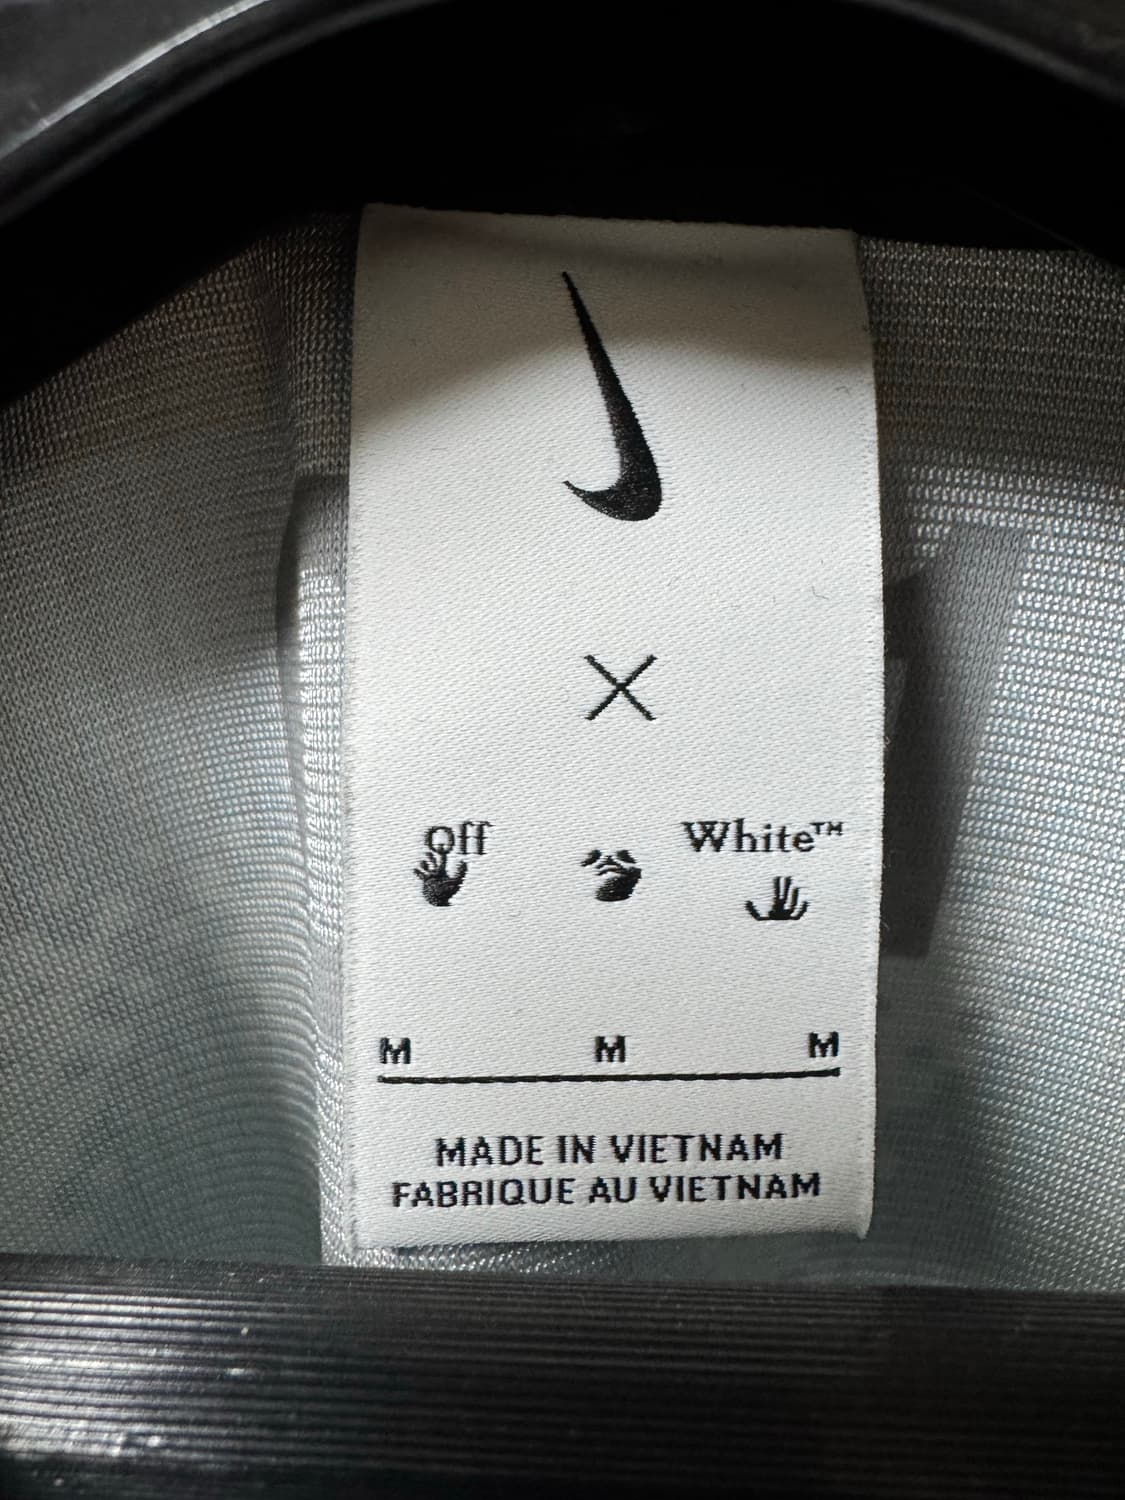 ×
Off White™
M M M
MADE IN VIETNAM
FABRIQUE AU VIETNAM